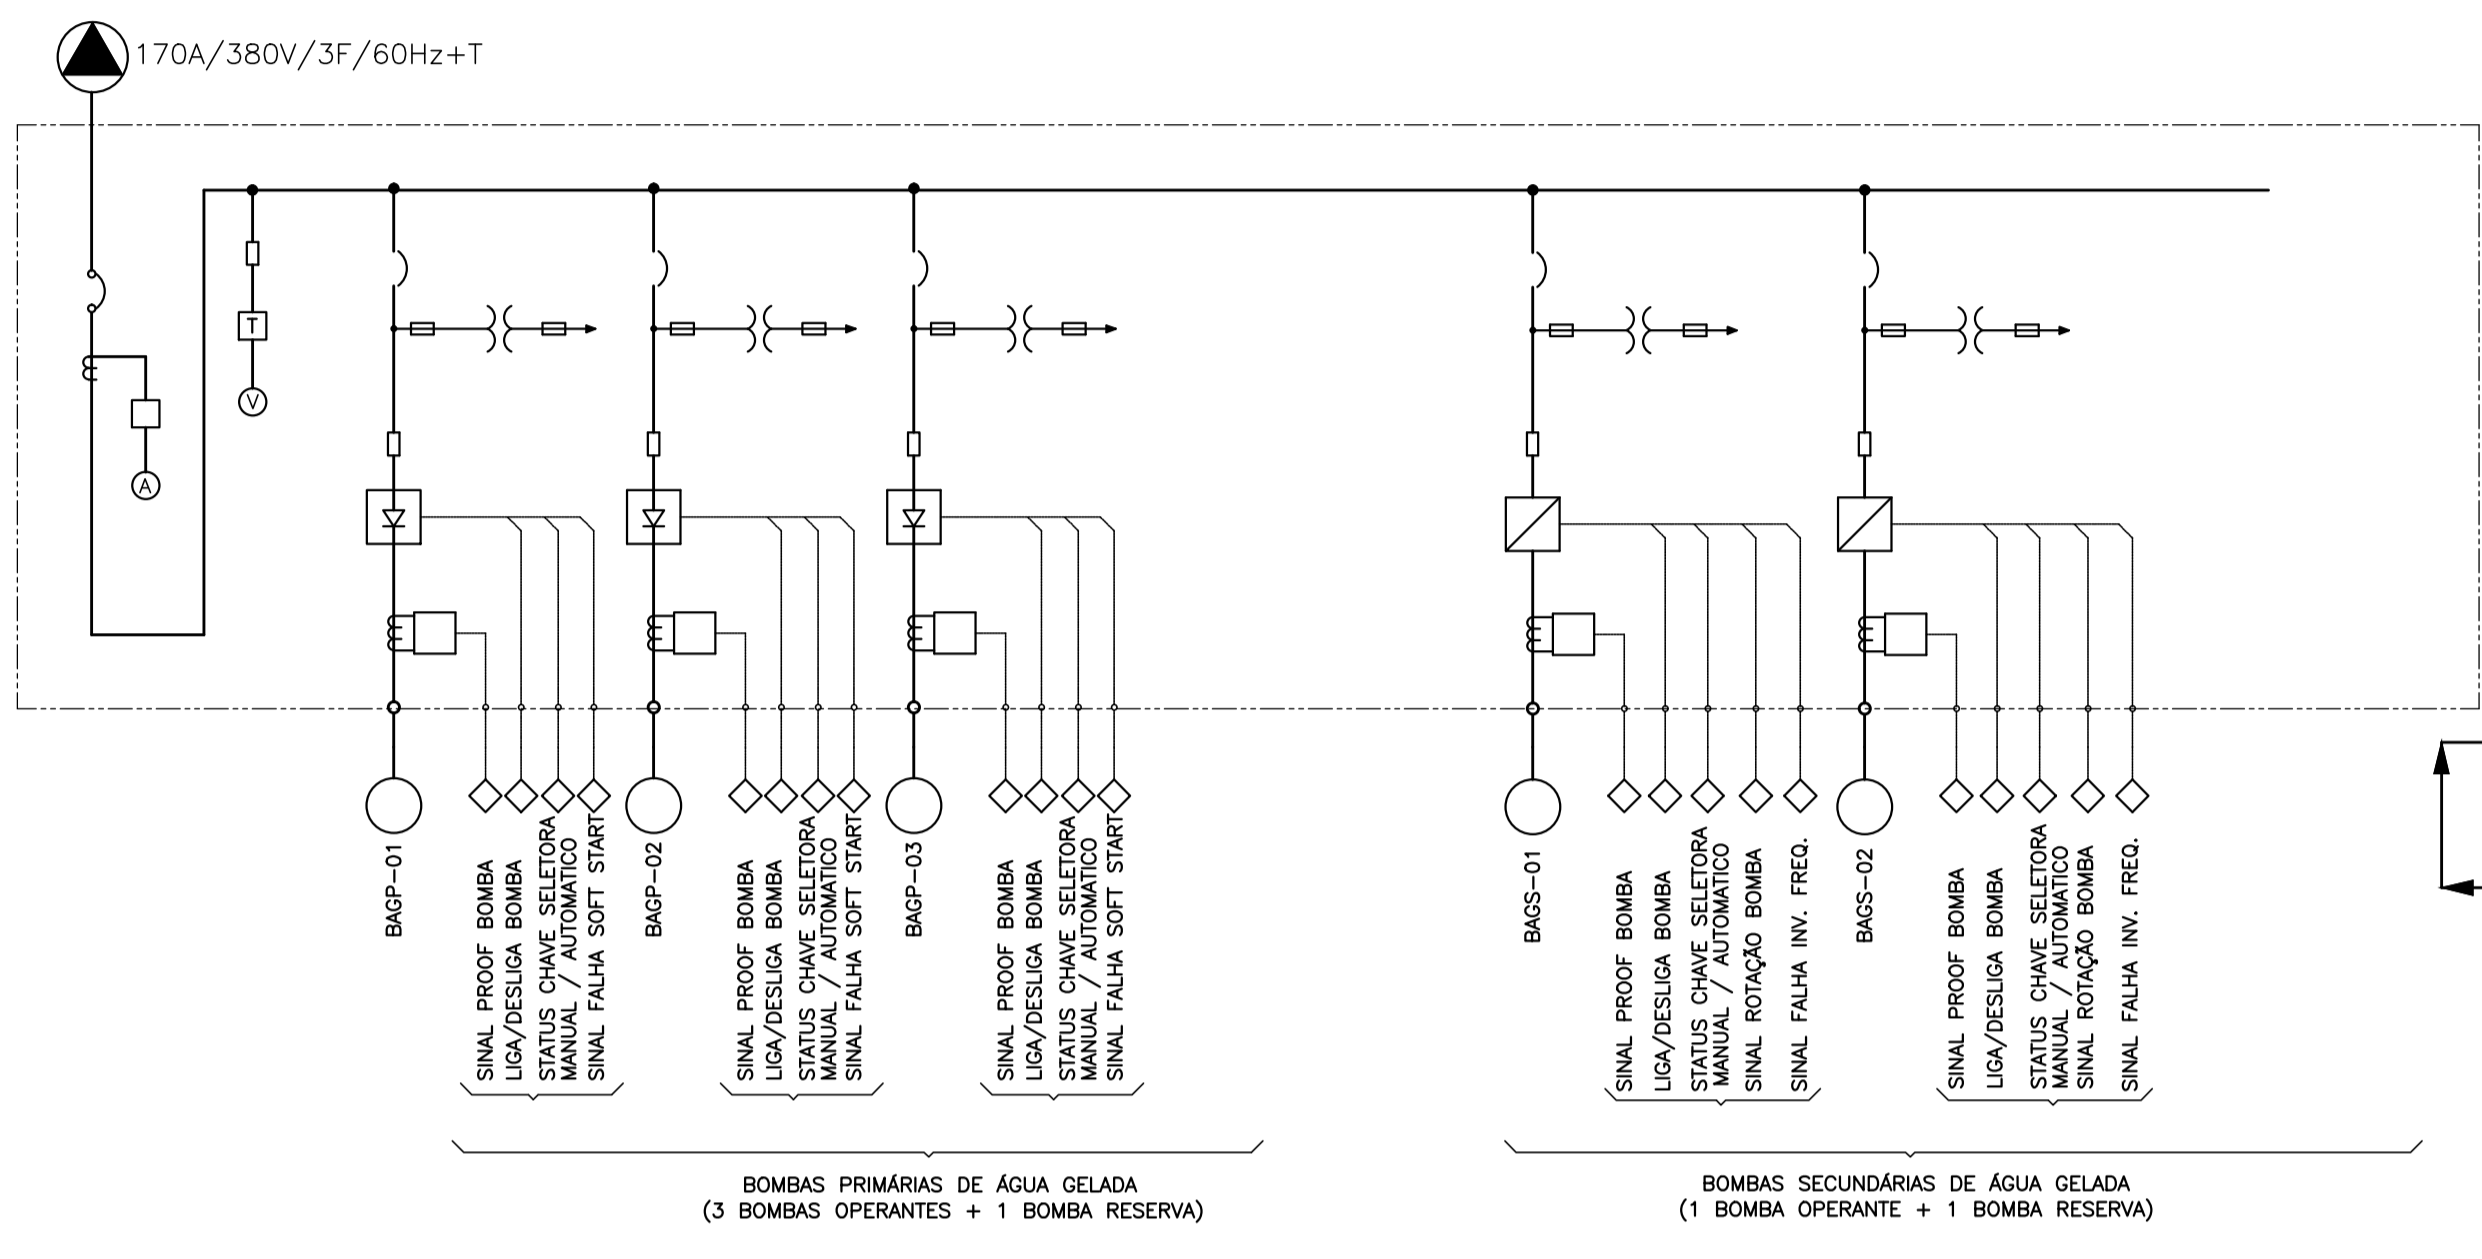 170A/380V/3F/60Hz+T
T
V
A
BAGP-01
SINAL PROOF BOMBA
LIGA/DESLIGA BOMBA
STATUS CHAVE SELETORA
MANUAL / AUTOMATICO
SINAL FALHA SOFT START
BAGP-02
SINAL PROOF BOMBA
LIGA/DESLIGA BOMBA
STATUS CHAVE SELETORA
MANUAL / AUTOMATICO
SINAL FALHA SOFT START
BAGP-03
SINAL PROOF BOMBA
LIGA/DESLIGA BOMBA
STATUS CHAVE SELETORA
MANUAL / AUTOMATICO
SINAL FALHA SOFT START
BAGS-01
SINAL PROOF BOMBA
LIGA/DESLIGA BOMBA
STATUS CHAVE SELETORA
MANUAL / AUTOMATICO
SINAL ROTAÇÃO BOMBA
SINAL FALHA INV. FREQ.
BAGS-02
SINAL PROOF BOMBA
LIGA/DESLIGA BOMBA
STATUS CHAVE SELETORA
MANUAL / AUTOMATICO
SINAL ROTAÇÃO BOMBA
SINAL FALHA INV. FREQ.
BOMBAS PRIMÁRIAS DE ÁGUA GELADA
(3 BOMBAS OPERANTES + 1 BOMBA RESERVA)
BOMBAS SECUNDÁRIAS DE ÁGUA GELADA
(1 BOMBA OPERANTE + 1 BOMBA RESERVA)